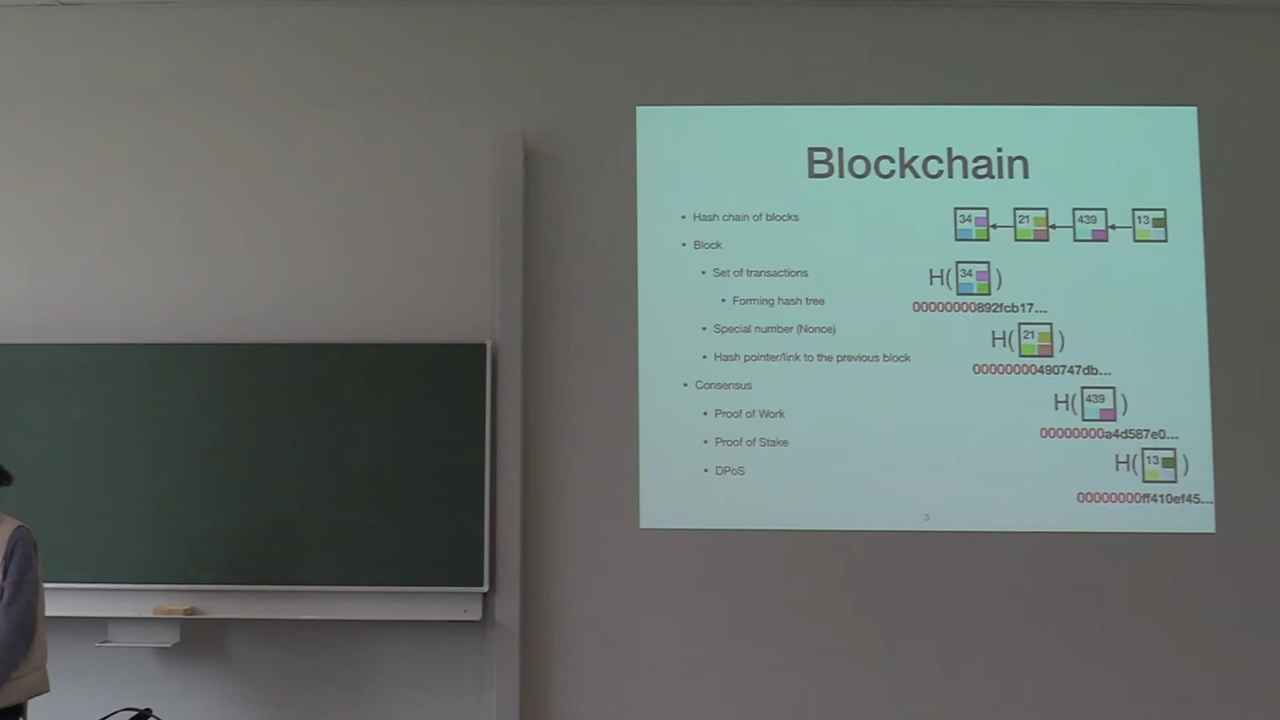 Blockchain
• Hash chain of blocks
• Block
• Set of transactions
• Forming hash tree
• Special number (Nonce)
• Hash pointer/link to the previous block
• Consensus
• Proof of Work
• Proof of Stake
• DPoS
34 21 439 13
H( 34 )
00000000892fcb17...
H( 21 )
00000000490747db...
H( 439 )
00000000a4d587e0...
H( 13 )
00000000ff410ef45...
3